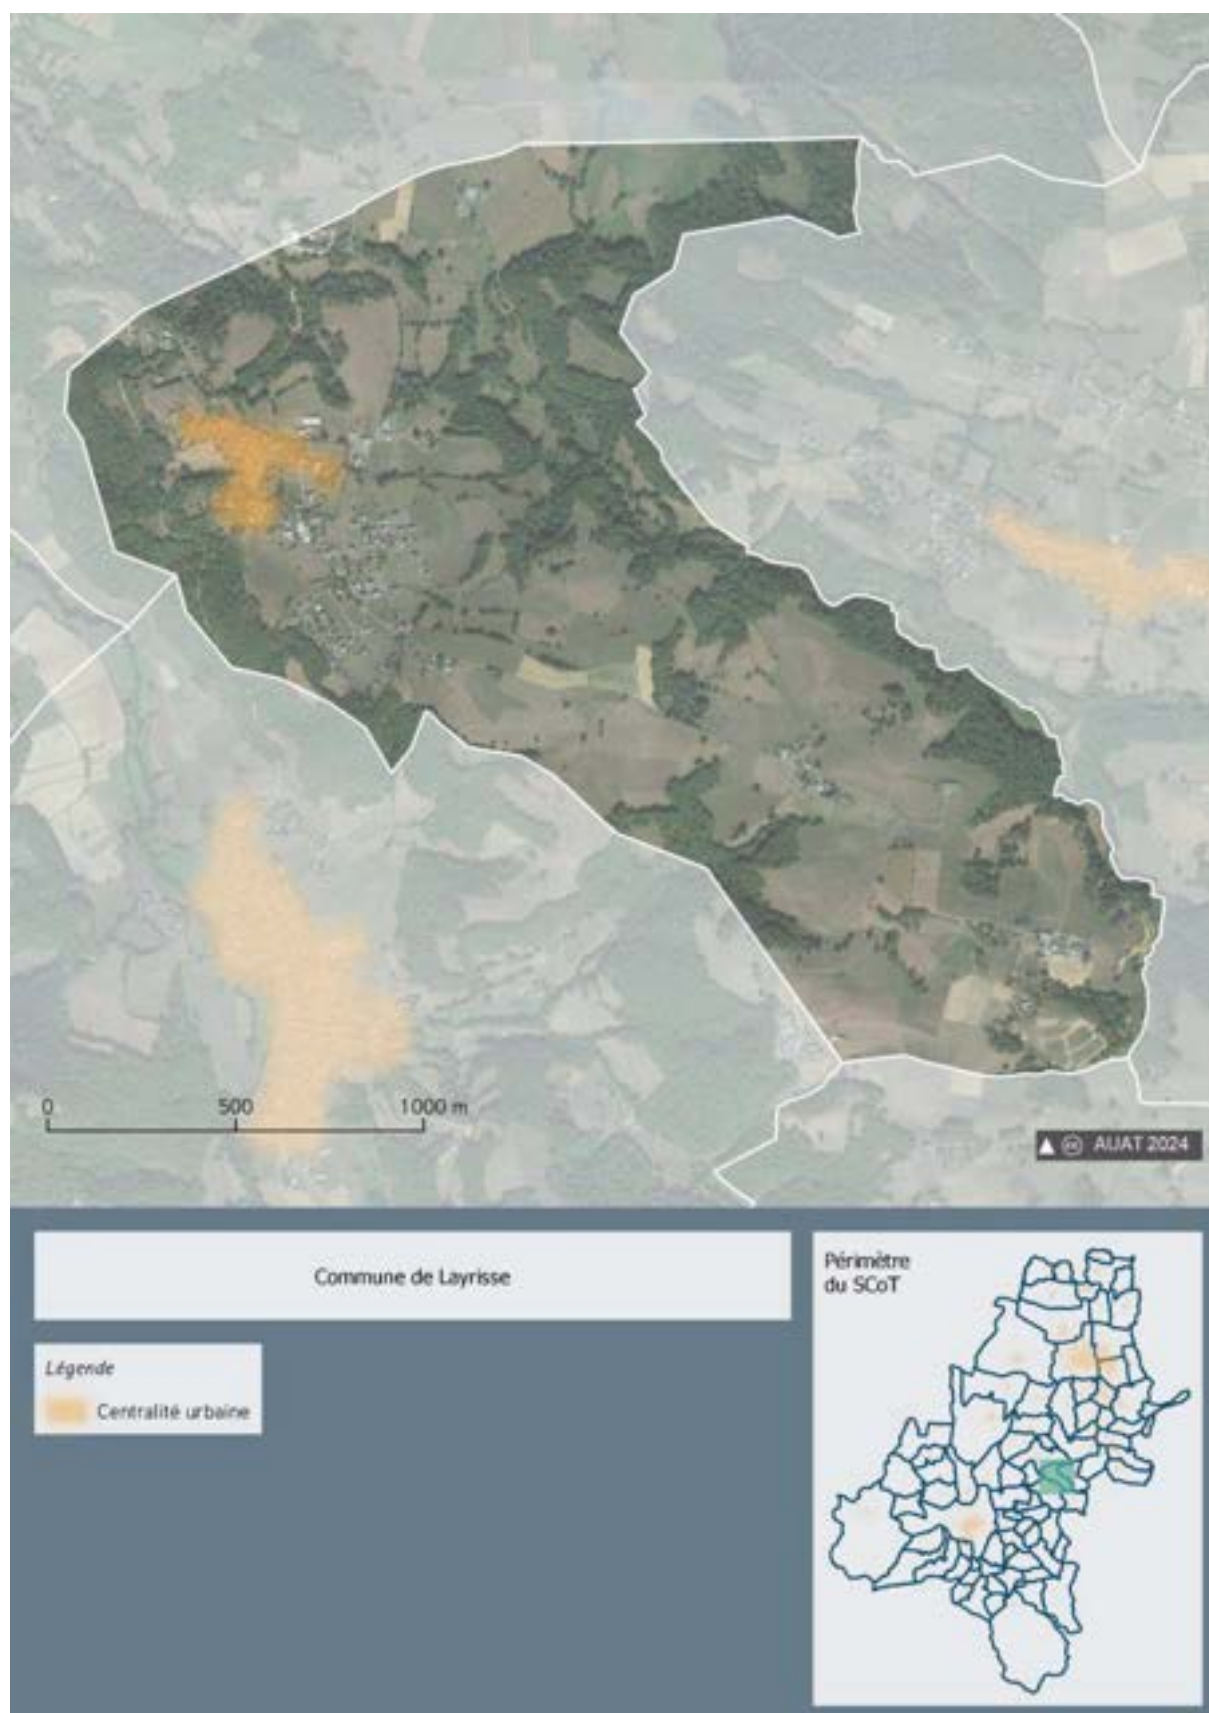 0 500 1000 m
AUAT 2024
Commune de Layrisse
Périmètre
du SCoT
Légende
Centralité urbaine